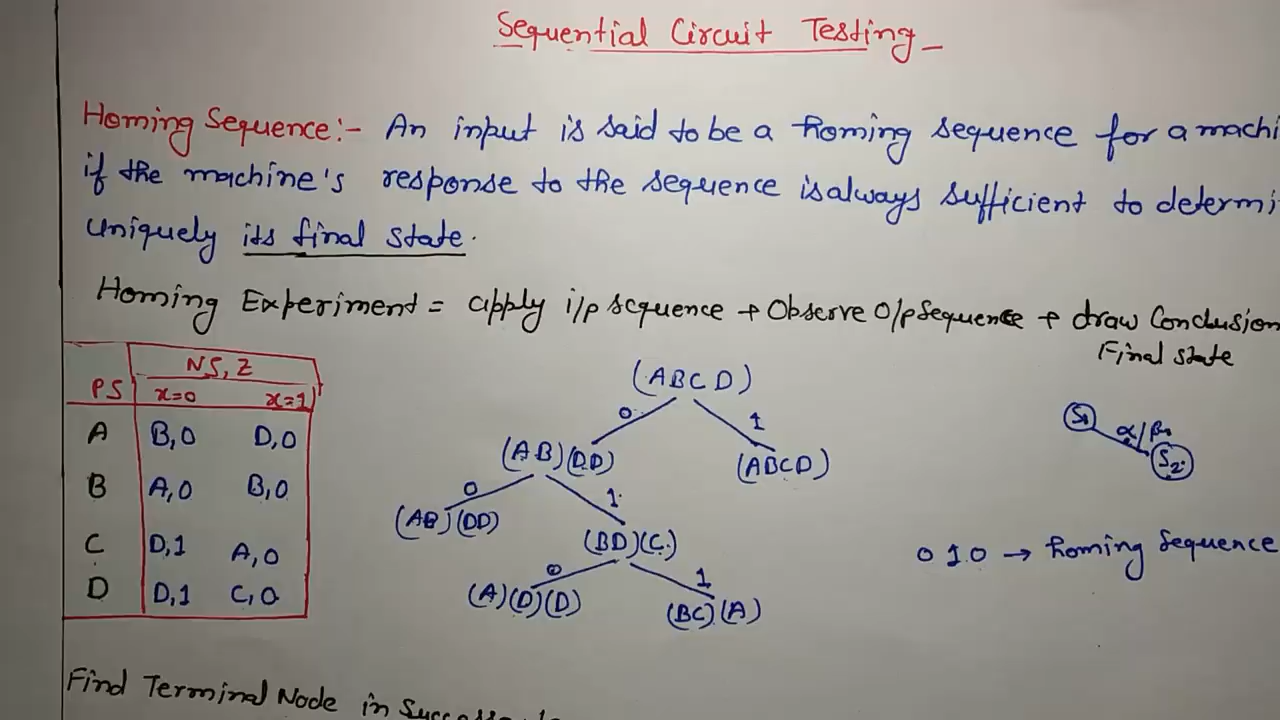 Sequential Circuit Testing
Homing Sequence:- An input is said to be a homing sequence for a machi
if the machine's response to the sequence is always sufficient to determi
uniquely its final state.
Homing Experiment = apply i/p sequence + Observe O/p Sequence + draw Conclusion
Final state
NS, Z
PS x=0 x=1
A B,0 D,0
B A,0 B,0
C D,1 A,0
D D,1 C,0
(ABCD)
0 1
(AB)(DD) (ABCD)
0 1
(AB)(DD) (BD)(C)
0 1
(A)(D)(D) (BC)(A)
S1
S2
0 1 0 → homing Sequence
Find Terminal Node in